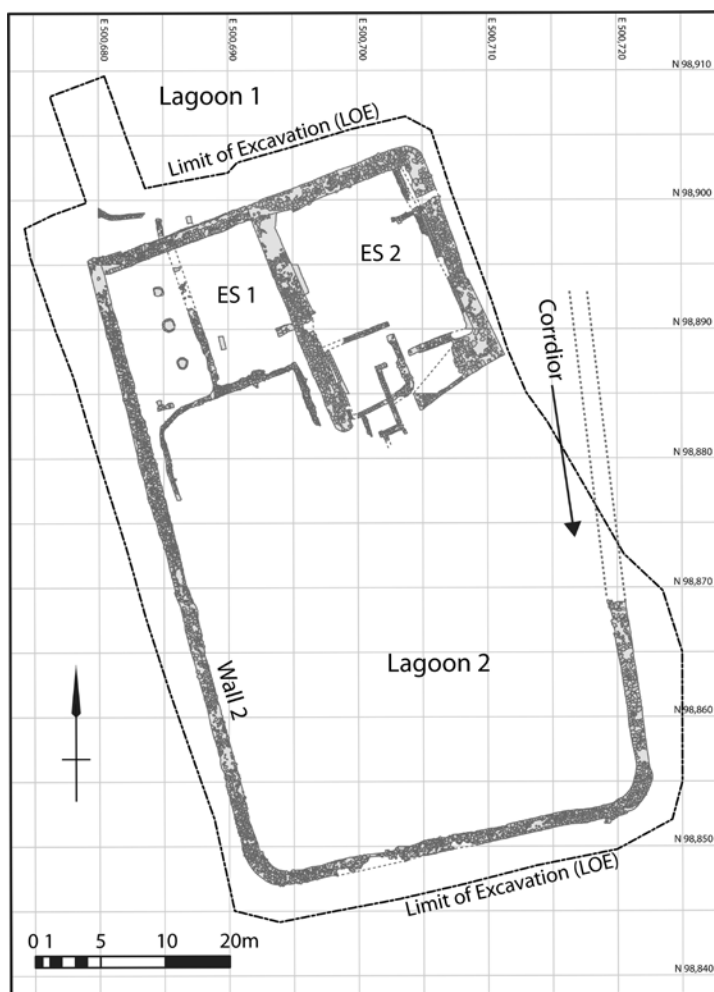 E 500,680
E 500,690
E 500,700
E 500,710
E 500,720
N 98,910
Lagoon 1
Limit of Excavation (LOE)
N 98,900
ES 2
ES 1
N 98,890
Corrdior
N 98,880
N 98,870
Lagoon 2
Wall 2
N 98,860
N 98,850
Limit of Excavation (LOE)
0 1 5 10 20m
N 98,840